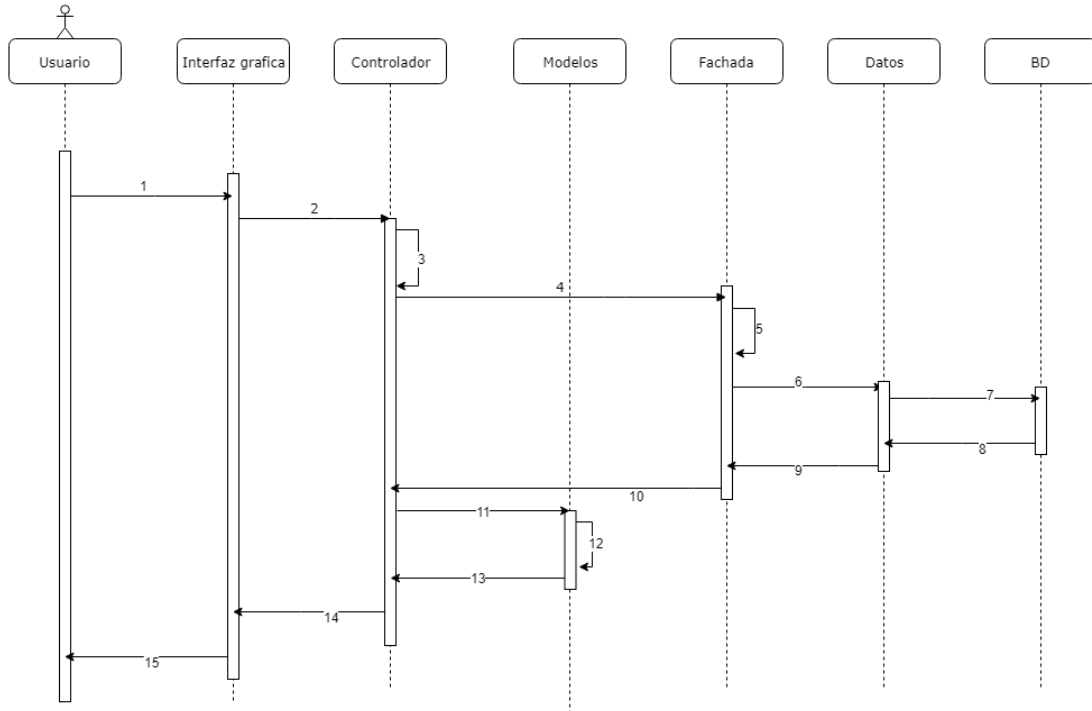 Usuario
Interfaz grafica
Controlador
Modelos
Fachada
Datos
BD
1
2
3
4
5
6
7
8
9
10
11
12
13
14
15